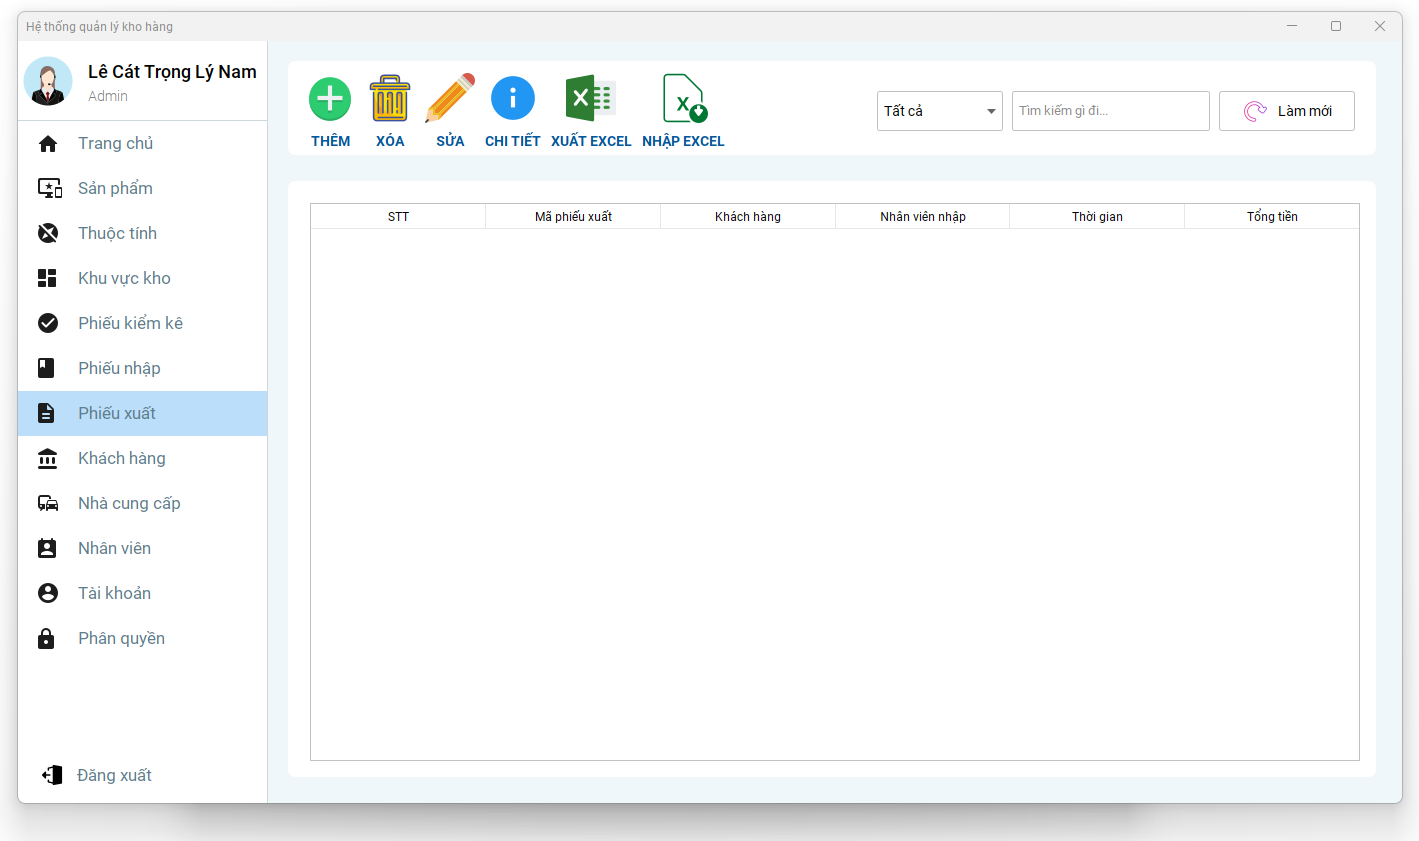 Hệ thống quản lý kho hàng
Lê Cát Trọng Lý Nam
Admin
Trang chủ
Sản phẩm
Thuộc tính
Khu vực kho
Phiếu kiểm kê
Phiếu nhập
Phiếu xuất
Khách hàng
Nhà cung cấp
Nhân viên
Tài khoản
Phân quyền
Đăng xuất
THÊM XÓA SỬA CHI TIẾT XUẤT EXCEL NHẬP EXCEL
Tất cả Tìm kiếm gì đi... Làm mới
STT Mã phiếu xuất Khách hàng Nhân viên nhập Thời gian Tổng tiền